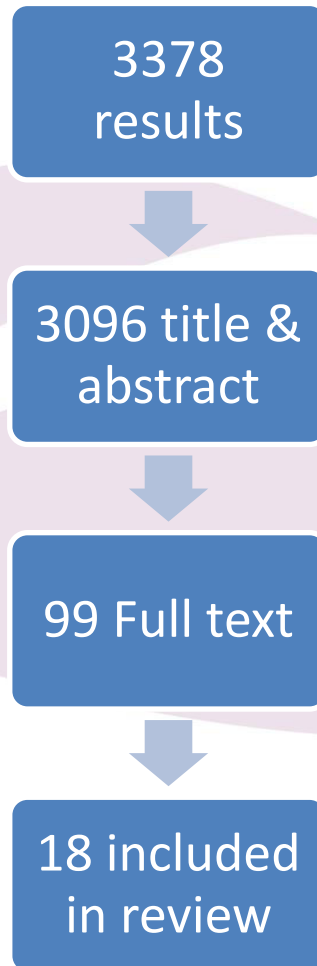 3378
results
3096 title &
abstract
99 Full text
18 included
in review